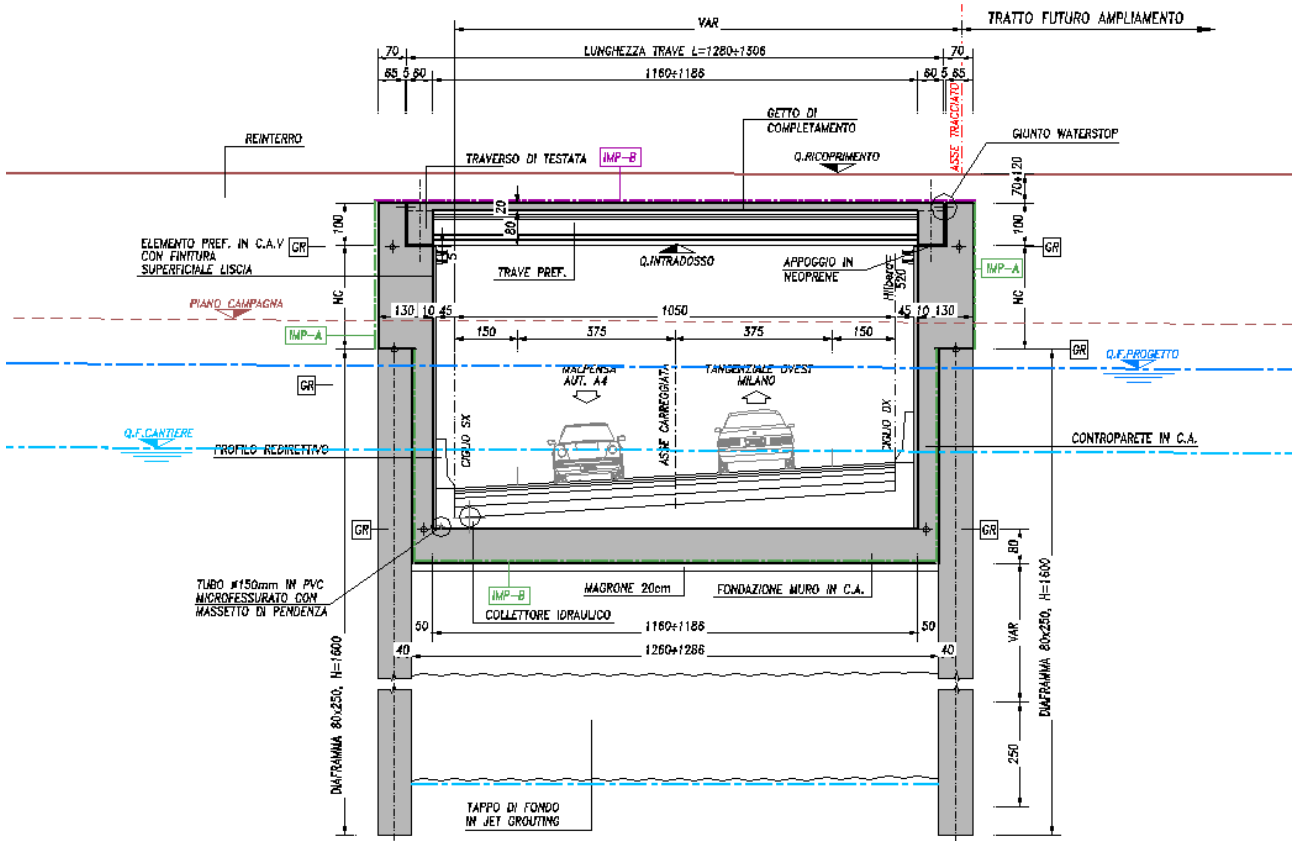 VAR
TRATTO FUTURO AMPLIAMENTO
70
LUNGHEZZA TRAVE L=1280÷1306
70
65 5 60
1160÷1186
60 5 65
ASSE TRACCIATO
GETTO DI
COMPLETAMENTO
GIUNTO WATERSTOP
REINTERRO
TRAVERSO DI TESTATA
IMP-B
Q.RICOPRIMENTO
70÷120
100
20
80
100
ELEMENTO PREF. IN C.A.V
CON FINITURA
SUPERFICIALE LISCIA
GR
5
TRAVE PREF.
Q.INTRADOSSO
APPOGGIO IN
NEOPRENE
GR
IMP-A
Hlibera
520
HC
HC
PIANO CAMPAGNA
130 10 45
1050
45 10 130
IMP-A
150
375
375
150
GR
Q.F.PROGETTO
MALPENSA
AUT. A4
TANGENZIALE OVEST
MILANO
GR
ASSE CARREGGIATA
CIGLIO SX
CIGLIO DX
Q.F.CANTIERE
PROFILO REDIRETTIVO
CONTROPARETE IN C.A.
GR
GR
80
TUBO ø150mm IN PVC
MICROFESSURATO CON
MASSETTO DI PENDENZA
IMP-B
MAGRONE 20cm
FONDAZIONE MURO IN C.A.
COLLETTORE IDRAULICO
50
1160÷1186
50
VAR
40
1260÷1286
40
DIAFRAMMA 80x250, H=1600
DIAFRAMMA 80x250, H=1600
250
TAPPO DI FONDO
IN JET GROUTING